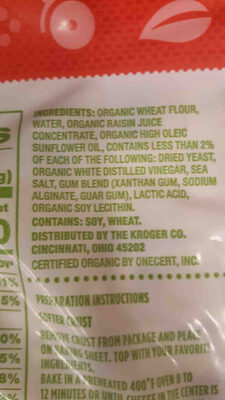 INGREDIENTS: ORGANIC WHEAT FLOUR,
WATER, ORGANIC RAISIN JUICE
CONCENTRATE, ORGANIC HIGH OLEIC
SUNFLOWER OIL, CONTAINS LESS THAN 2%
OF EACH OF THE FOLLOWING: DRIED YEAST,
ORGANIC WHITE DISTILLED VINEGAR, SEA
SALT, GUM BLEND (XANTHAN GUM, SODIUM
ALGINATE, GUAR GUM), LACTIC ACID,
ORGANIC SOY LECITHIN.
CONTAINS: SOY, WHEAT.
DISTRIBUTED BY THE KROGER CO.
CINCINNATI, OHIO 45202
CERTIFIED ORGANIC BY ONECERT, INC.
PREPARATION INSTRUCTIONS
SOFTER CRUST
REMOVE CRUST FROM PACKAGE AND PLACE
ON BAKING SHEET. TOP WITH YOUR FAVORITE
INGREDIENTS.
BAKE IN A PREHEATED 400°F OVEN 8 TO
12 MINUTES OR UNTIL CHEESE IN THE CENTER IS